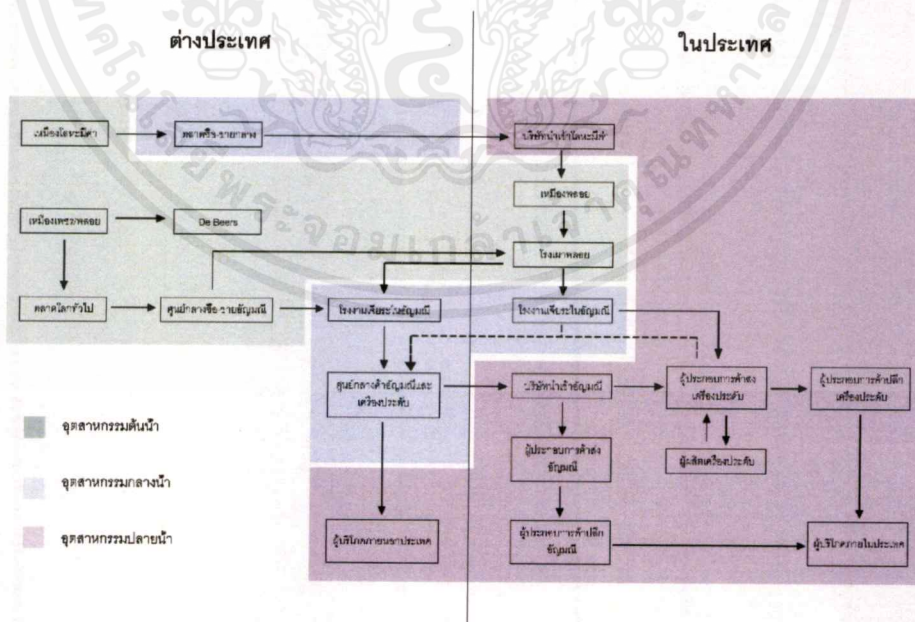 ต่างประเทศ
ในประเทศ
เหมืองโลหะมีค่า
ตลาดซื้อ-ขายกลาง
บริษัทนำเข้าโลหะมีค่า
เหมืองพลอย
เหมืองเพชร/พลอย
De Beers
โรงเผาพลอย
ตลาดโลกทั่วไป
ศูนย์กลางซื้อ-ขายอัญมณี
โรงงานเจียระไนอัญมณี
โรงงานเจียระไนอัญมณี
ศูนย์กลางค้าอัญมณีและ
เครื่องประดับ
บริษัทนำเข้าอัญมณี
ผู้ประกอบการค้าส่ง
เครื่องประดับ
ผู้ประกอบการค้าปลีก
เครื่องประดับ
อุตสาหกรรมต้นน้ำ
ผู้ประกอบการค้าส่ง
อัญมณี
ผู้ผลิตเครื่องประดับ
อุตสาหกรรมกลางน้ำ
อุตสาหกรรมปลายน้ำ
ผู้บริโภคภายนอกประเทศ
ผู้ประกอบการค้าปลีก
อัญมณี
ผู้บริโภคภายในประเทศ